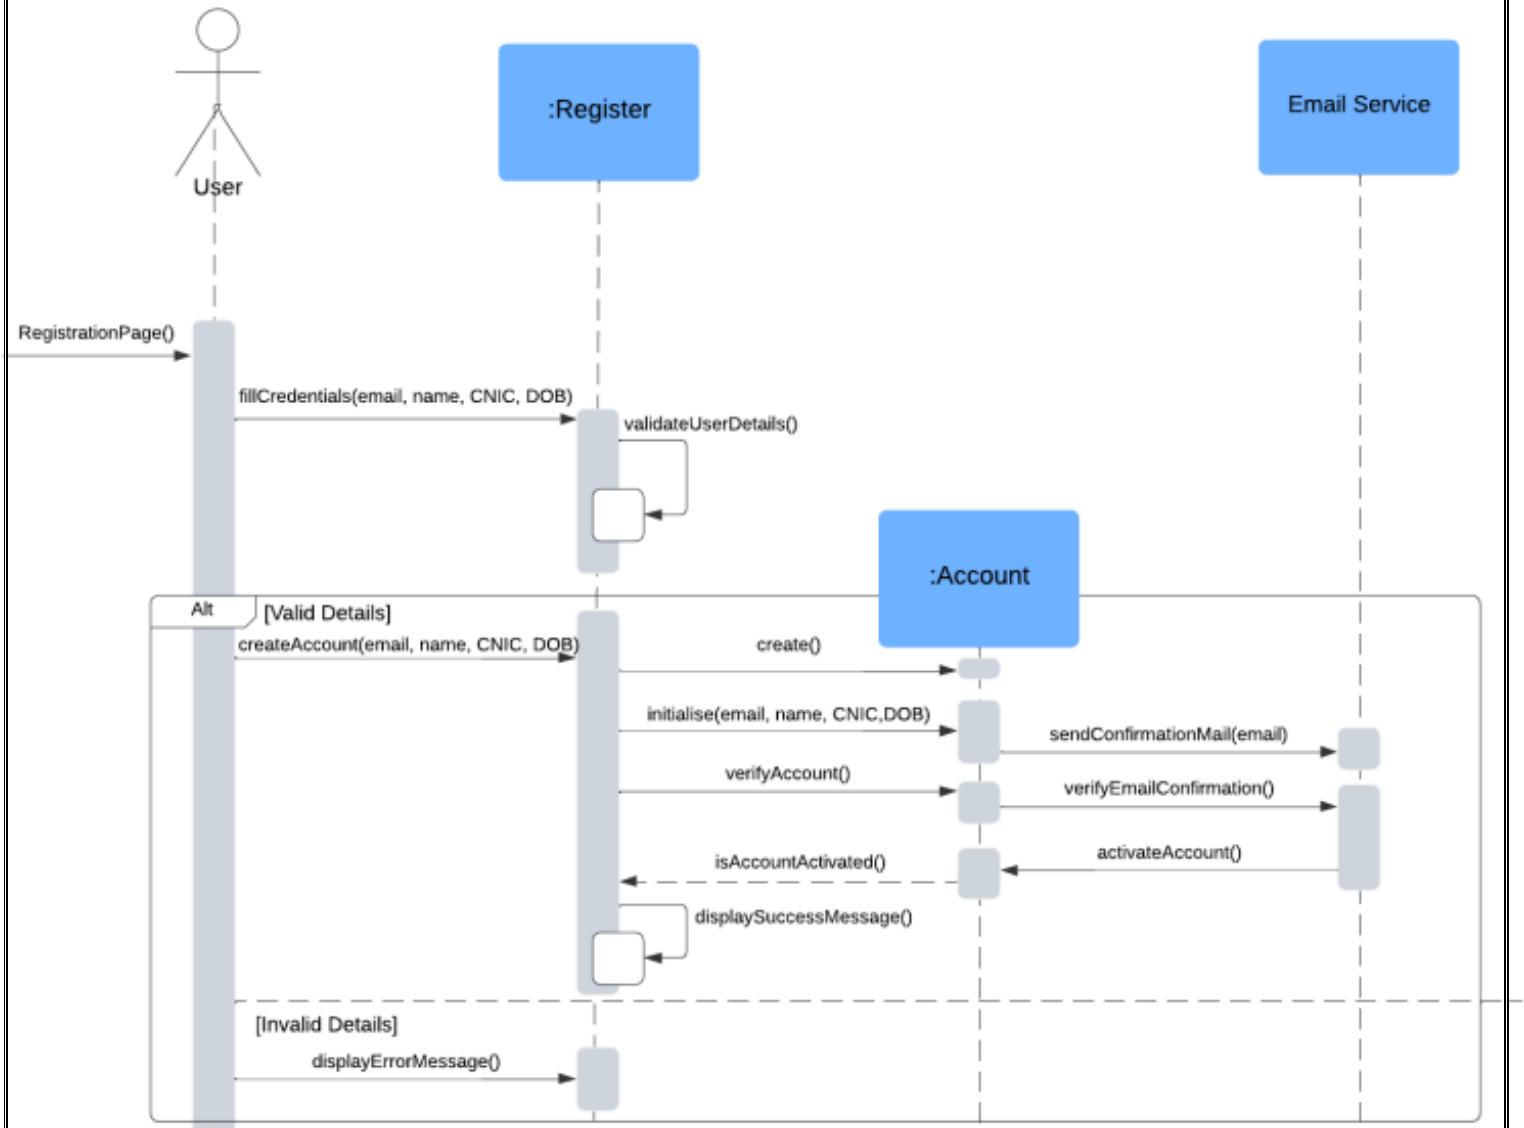 :Register
Email Service
User
RegistrationPage()
fillCredentials(email, name, CNIC, DOB)
validateUserDetails()
:Account
Alt
[Valid Details]
createAccount(email, name, CNIC, DOB)
create()
initialise(email, name, CNIC,DOB)
sendConfirmationMail(email)
verifyAccount()
verifyEmailConfirmation()
activateAccount()
isAccountActivated()
displaySuccessMessage()
[Invalid Details]
displayErrorMessage()